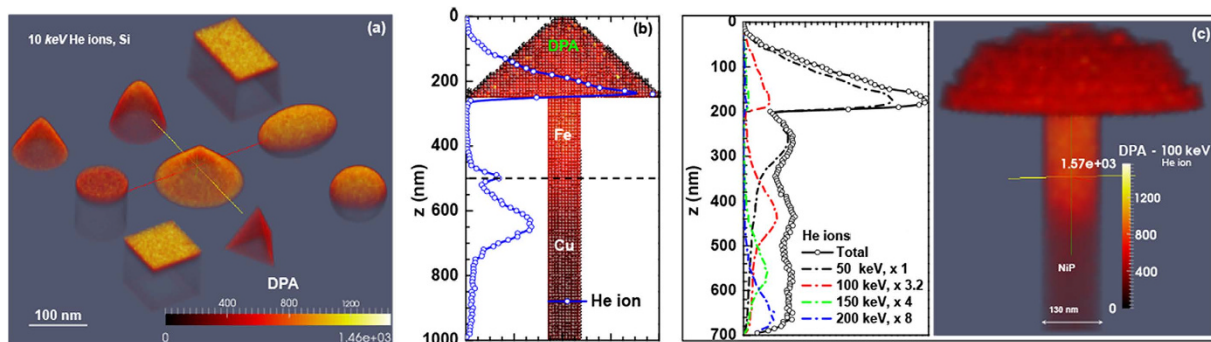 10 keV He ions, Si
(a)
DPA
400
800
0
1.46e+03
100 nm
(b)
0
200
400
600
800
1000
z (nm)
DPA
Fe
Cu
He ion
0
100
200
300
400
500
600
700
z (nm)
He ions
Total
50 keV, x 1
100 keV, x 3.2
150 keV, x 4
200 keV, x 8
(c)
1.57e+03
DPA - 100 keV
He ion
1200
800
400
0
NiP
130 nm